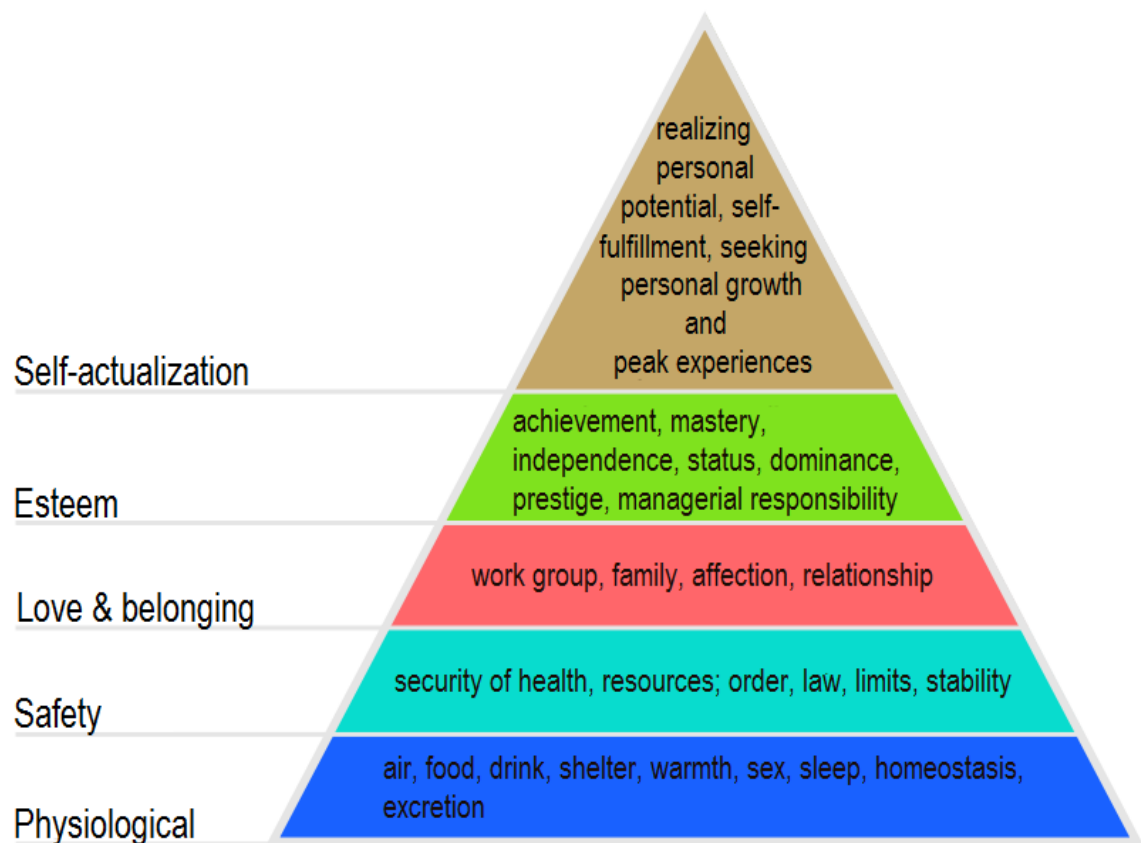 realizing
personal
potential, self-
fulfillment, seeking
personal growth
and
peak experiences
Self-actualization
achievement, mastery,
independence, status, dominance,
prestige, managerial responsibility
Esteem
work group, family, affection, relationship
Love & belonging
security of health, resources; order, law, limits, stability
Safety
air, food, drink, shelter, warmth, sex, sleep, homeostasis,
excretion
Physiological